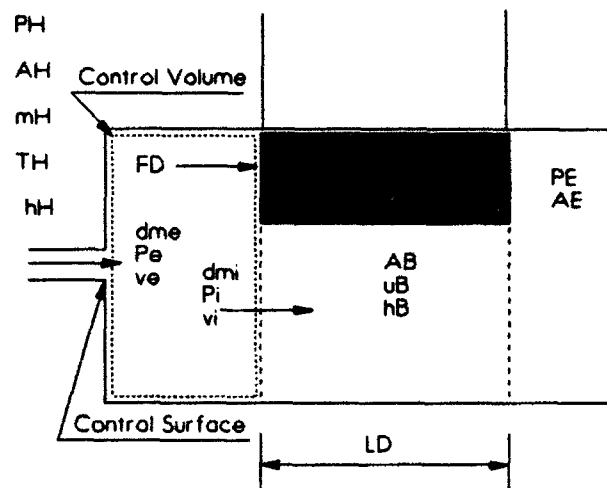 PH
AH
mH
TH
hH
Control Volume
FD
dme
Pe
ve
dmi
Pi
vi
AB
uB
hB
PE
AE
Control Surface
LD